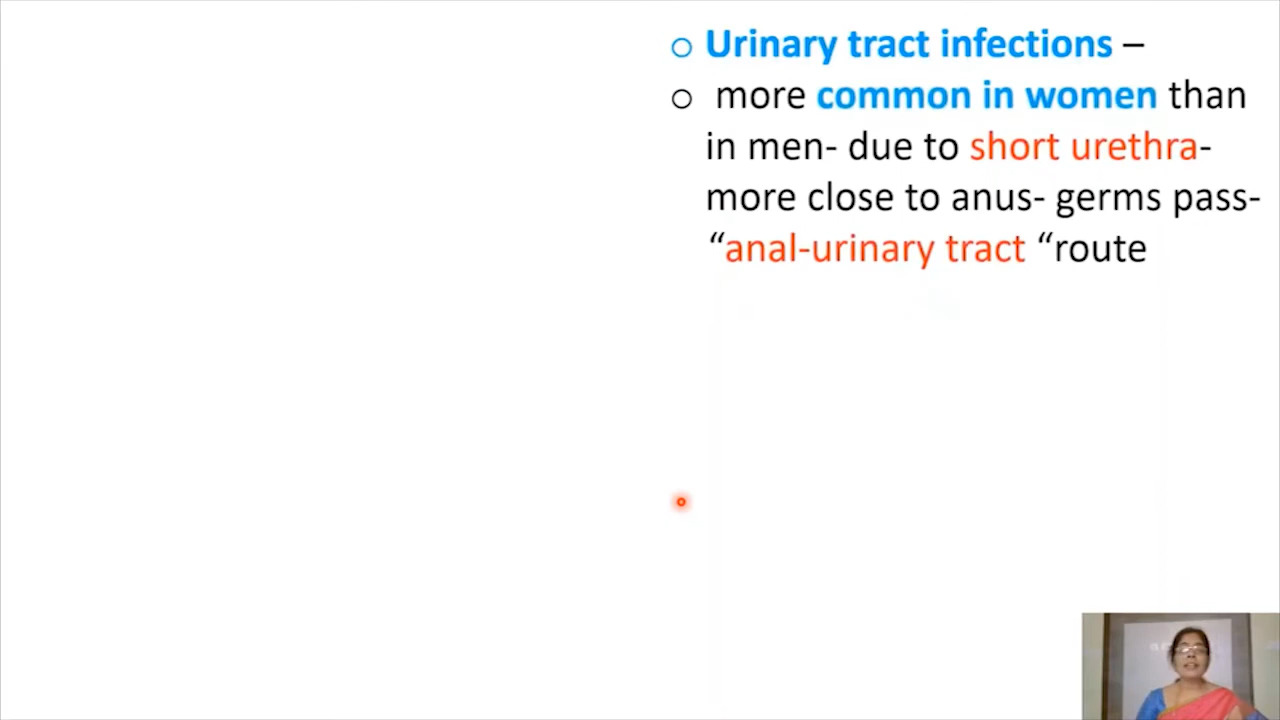 ○ Urinary tract infections –
○ more common in women than
in men- due to short urethra-
more close to anus- germs pass-
“anal-urinary tract “route